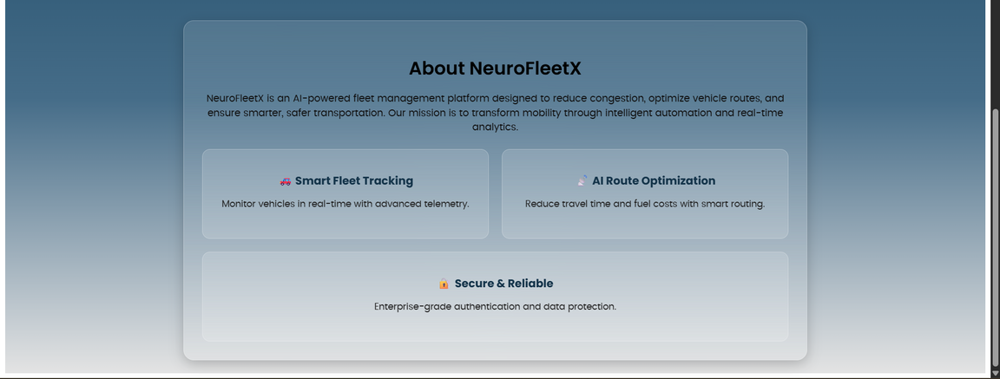 About NeuroFleetX
NeuroFleetX is an AI-powered fleet management platform designed to reduce congestion, optimize vehicle routes, and
ensure smarter, safer transportation. Our mission is to transform mobility through intelligent automation and real-time
analytics.
🚗 Smart Fleet Tracking
Monitor vehicles in real-time with advanced telemetry.
📡 AI Route Optimization
Reduce travel time and fuel costs with smart routing.
🔒 Secure & Reliable
Enterprise-grade authentication and data protection.